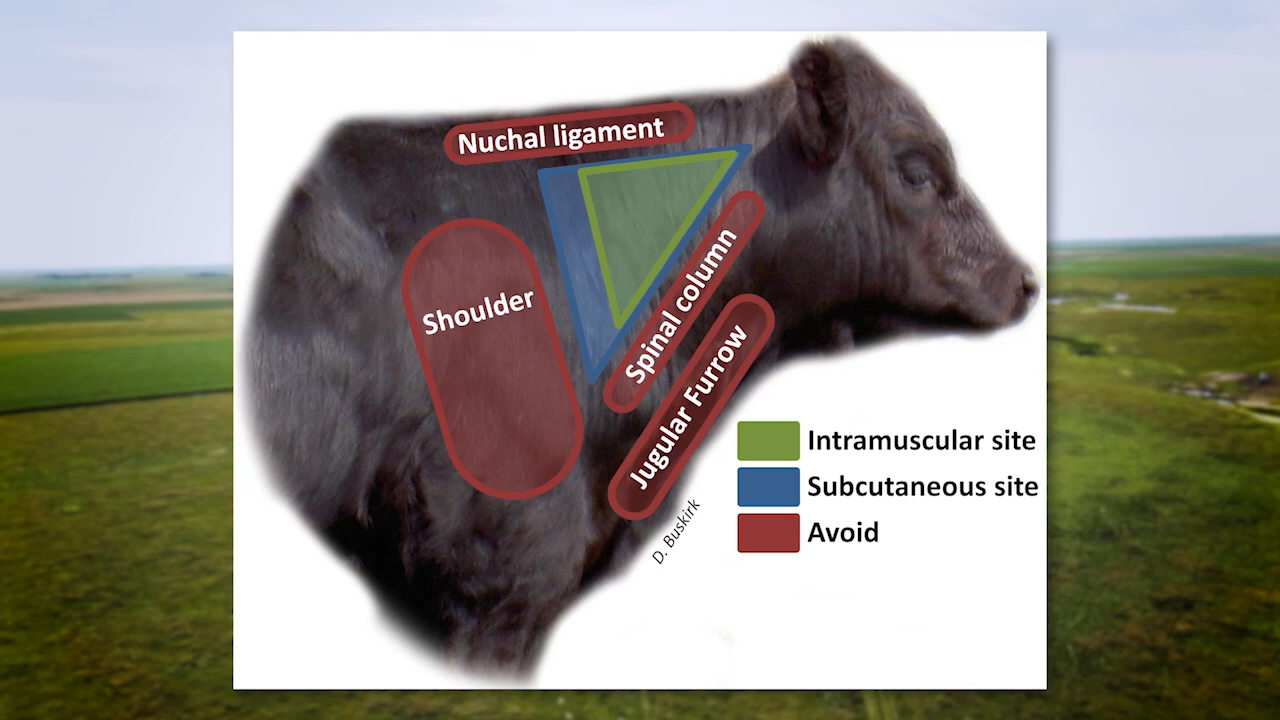 Nuchal ligament
Shoulder
Spinal column
Jugular Furrow
Intramuscular site
Subcutaneous site
Avoid
D. Buskirk